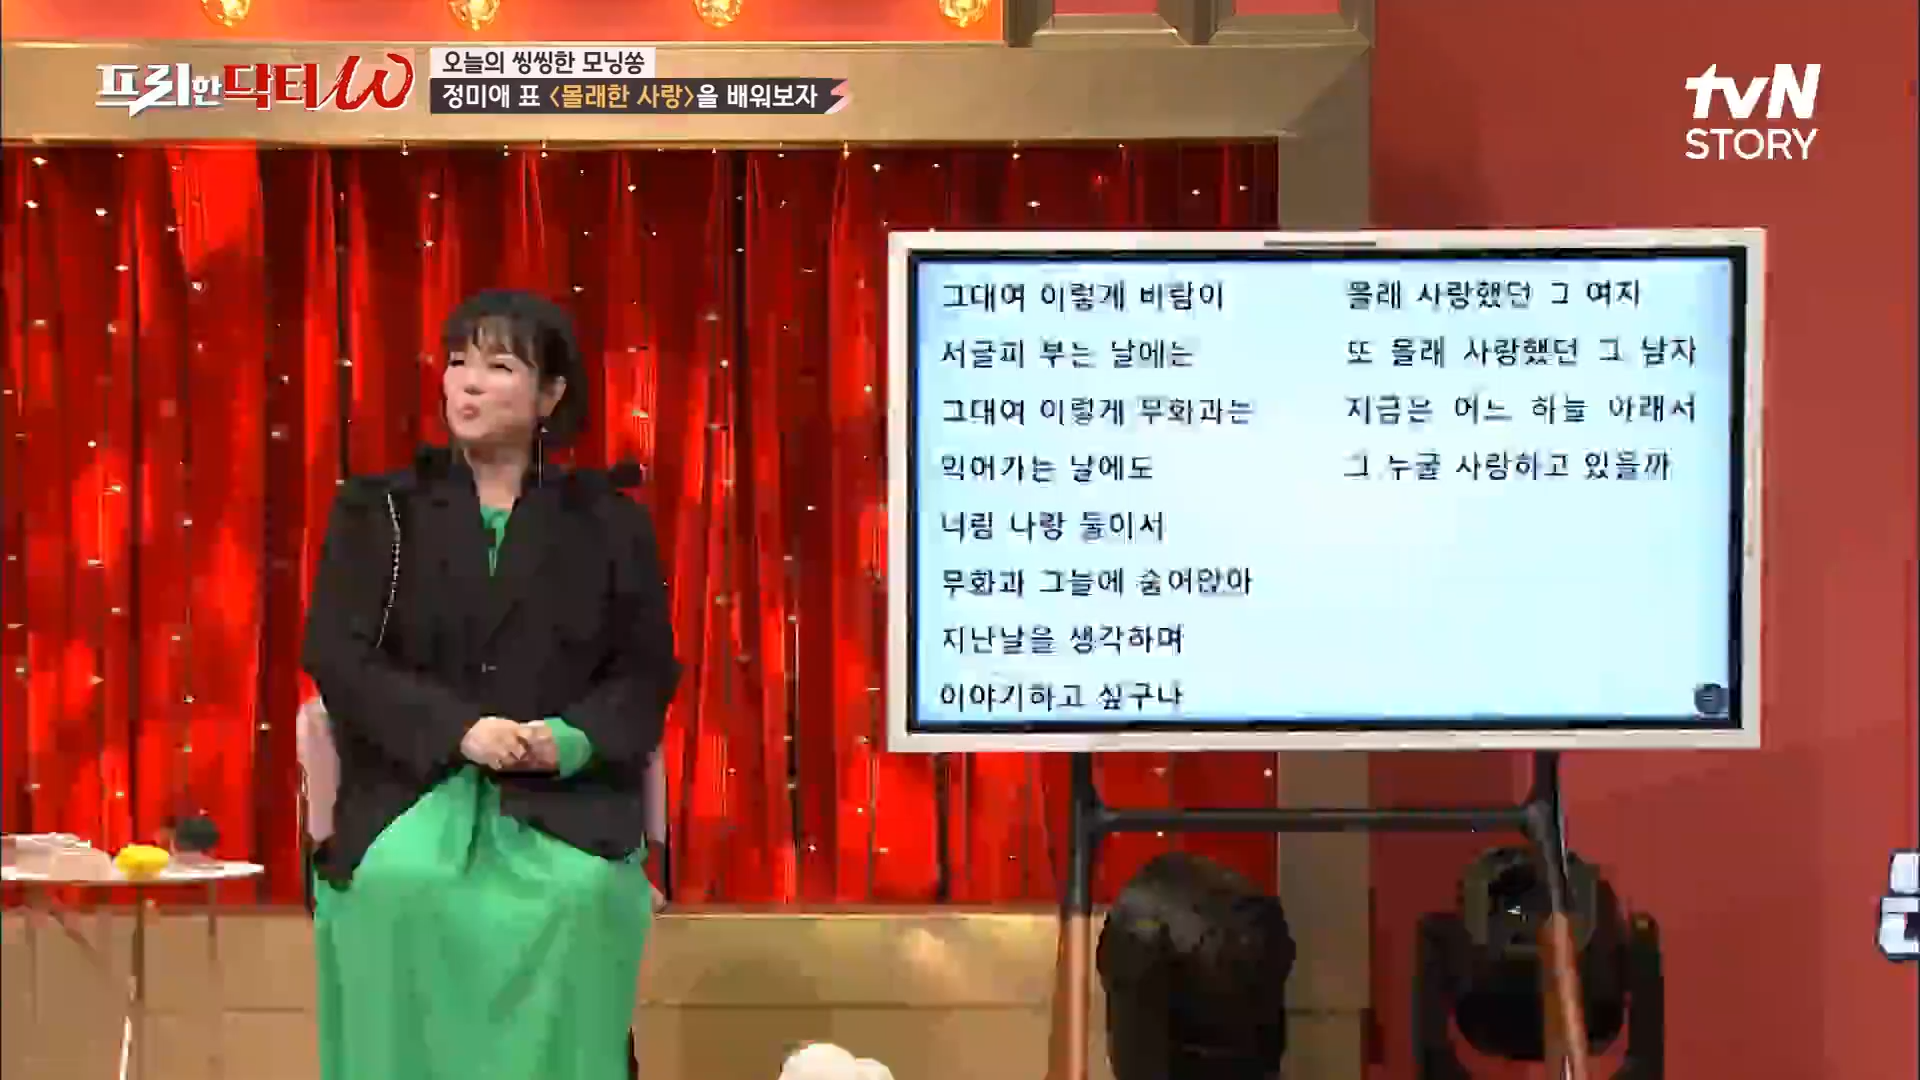 프리한닥터W
오늘의 씽씽한 모닝쏭
정미애 표 <몰래한 사랑>을 배워보자
tvN
STORY
그대여 이렇게 바람이
서글피 부는 날에는
그대여 이렇게 무화과는
익어가는 날에도
너랑 나랑 둘이서
무화과 그늘에 숨어앉아
지난날을 생각하며
이야기하고 싶구나
몰래 사랑했던 그 여자
또 몰래 사랑했던 그 남자
지금은 어느 하늘 아래서
그 누굴 사랑하고 있을까